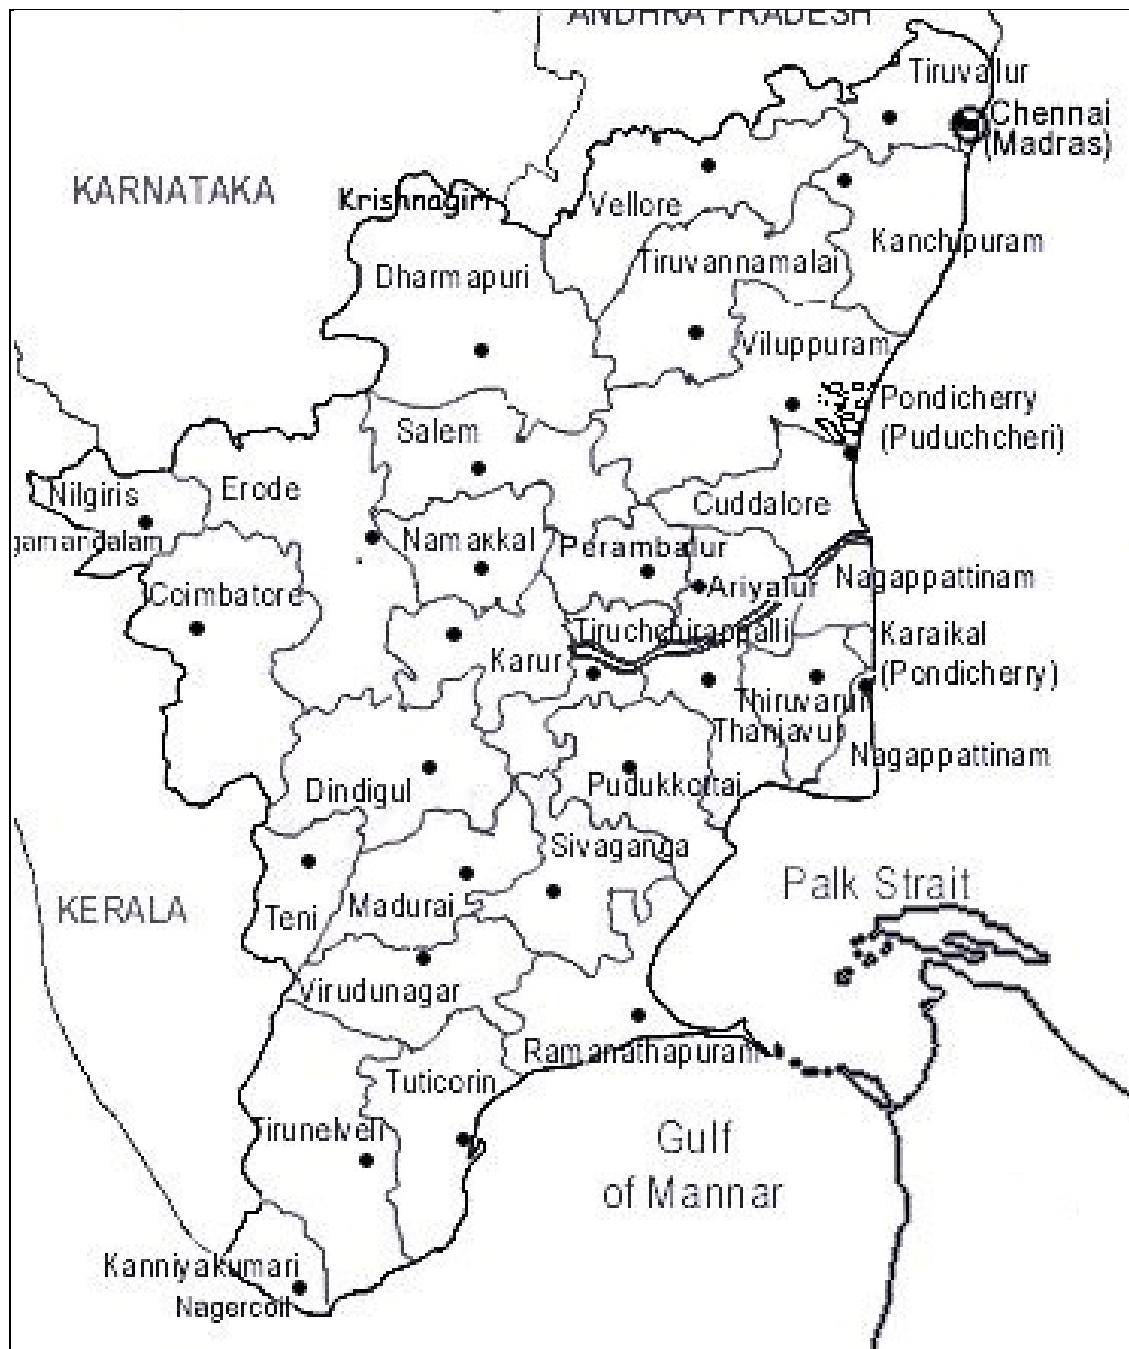 ANDHRA PRADESH
Tiruvallur
Chennai
(Madras)
KARNATAKA
Krishnagiri
Vellore
Kanchipuram
Tiruvannamalai
Dharmapuri
Viluppuram
Pondicherry
(Puduchcheri)
Salem
Nilgiris
Erode
Cuddalore
gamandalam
Namakkal
Perambalur
Ariyalur
Nagappattinam
Coimbatore
Tiruchchirappalli
Karaikal
(Pondicherry)
Karur
Thiruvarur
Thanjavur
Nagappattinam
Dindigul
Pudukkottai
Sivaganga
Palk Strait
KERALA
Teni
Madurai
Virudunagar
Ramanathapuram
Tuticorin
Tirunelveli
Gulf
of Mannar
Kanniyakumari
Nagercoil